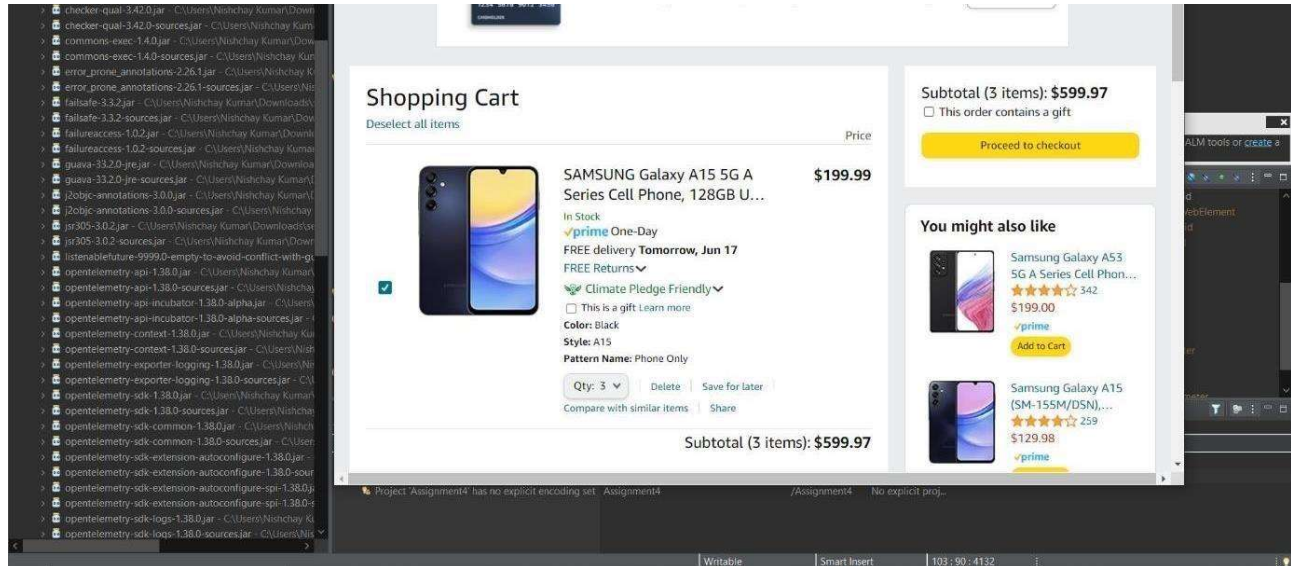 checker-qual-3.42.0.jar - C:\Users\Nishchay Kumar\Down
checker-qual-3.42.0-sources.jar - C:\Users\Nishchay Kum
commons-exec-1.4.0.jar - C:\Users\Nishchay Kumar\Dow
commons-exec-1.4.0-sources.jar - C:\Users\Nishchay Kun
error_prone_annotations-2.26.1.jar - C:\Users\Nishchay K
error_prone_annotations-2.26.1-sources.jar - C:\Users\Nis
failsafe-3.3.2.jar - C:\Users\Nishchay Kumar\Downloads\
failsafe-3.3.2-sources.jar - C:\Users\Nishchay Kumar\Dow
failureaccess-1.0.2.jar - C:\Users\Nishchay Kumar\Downl
failureaccess-1.0.2-sources.jar - C:\Users\Nishchay Kumar
guava-33.2.0-jre.jar - C:\Users\Nishchay Kumar\Downloa
guava-33.2.0-jre-sources.jar - C:\Users\Nishchay Kumar\
j2objc-annotations-3.0.0.jar - C:\Users\Nishchay Kumar\
j2objc-annotations-3.0.0-sources.jar - C:\Users\Nishchay
jsr305-3.0.2.jar - C:\Users\Nishchay Kumar\Downloads\se
jsr305-3.0.2-sources.jar - C:\Users\Nishchay Kumar\Down
listenablefuture-9999.0-empty-to-avoid-conflict-with-gu
opentelemetry-api-1.38.0.jar - C:\Users\Nishchay Kumar\
opentelemetry-api-1.38.0-sources.jar - C:\Users\Nishchay
opentelemetry-api-incubator-1.38.0-alpha.jar - C:\Users\
opentelemetry-api-incubator-1.38.0-alpha-sources.jar -
opentelemetry-context-1.38.0.jar - C:\Users\Nishchay Ku
opentelemetry-context-1.38.0-sources.jar - C:\Users\Nish
opentelemetry-exporter-logging-1.38.0.jar - C:\Users\Nis
opentelemetry-exporter-logging-1.38.0-sources.jar - C:\
opentelemetry-sdk-1.38.0.jar - C:\Users\Nishchay Kumar\
opentelemetry-sdk-1.38.0-sources.jar - C:\Users\Nishchay
opentelemetry-sdk-common-1.38.0.jar - C:\Users\Nishch
opentelemetry-sdk-common-1.38.0-sources.jar - C:\User
opentelemetry-sdk-extension-autoconfigure-1.38.0.jar -
opentelemetry-sdk-extension-autoconfigure-1.38.0-sour
opentelemetry-sdk-extension-autoconfigure-spi-1.38.0.j
opentelemetry-sdk-extension-autoconfigure-spi-1.38.0-s
opentelemetry-sdk-logs-1.38.0.jar - C:\Users\Nishchay K
opentelemetry-sdk-logs-1.38.0-sources.jar - C:\Users\Nis
CARDHOLDER
Shopping Cart
Deselect all items
Price
SAMSUNG Galaxy A15 5G A
Series Cell Phone, 128GB U...
$199.99
In Stock
prime One-Day
FREE delivery Tomorrow, Jun 17
FREE Returns
Climate Pledge Friendly
This is a gift Learn more
Color: Black
Style: A15
Pattern Name: Phone Only
Qty: 3 Delete Save for later
Compare with similar items Share
Subtotal (3 items): $599.97
Subtotal (3 items): $599.97
This order contains a gift
Proceed to checkout
You might also like
Samsung Galaxy A53
5G A Series Cell Phon...
342
$199.00
prime
Add to Cart
Samsung Galaxy A15
(SM-155M/DSN),...
259
$129.98
prime
ALM tools or create a
WebElement
Project 'Assignment4' has no explicit encoding set Assignment4 /Assignment4 No explicit proj...
Writable Smart Insert 103 : 90 : 4132